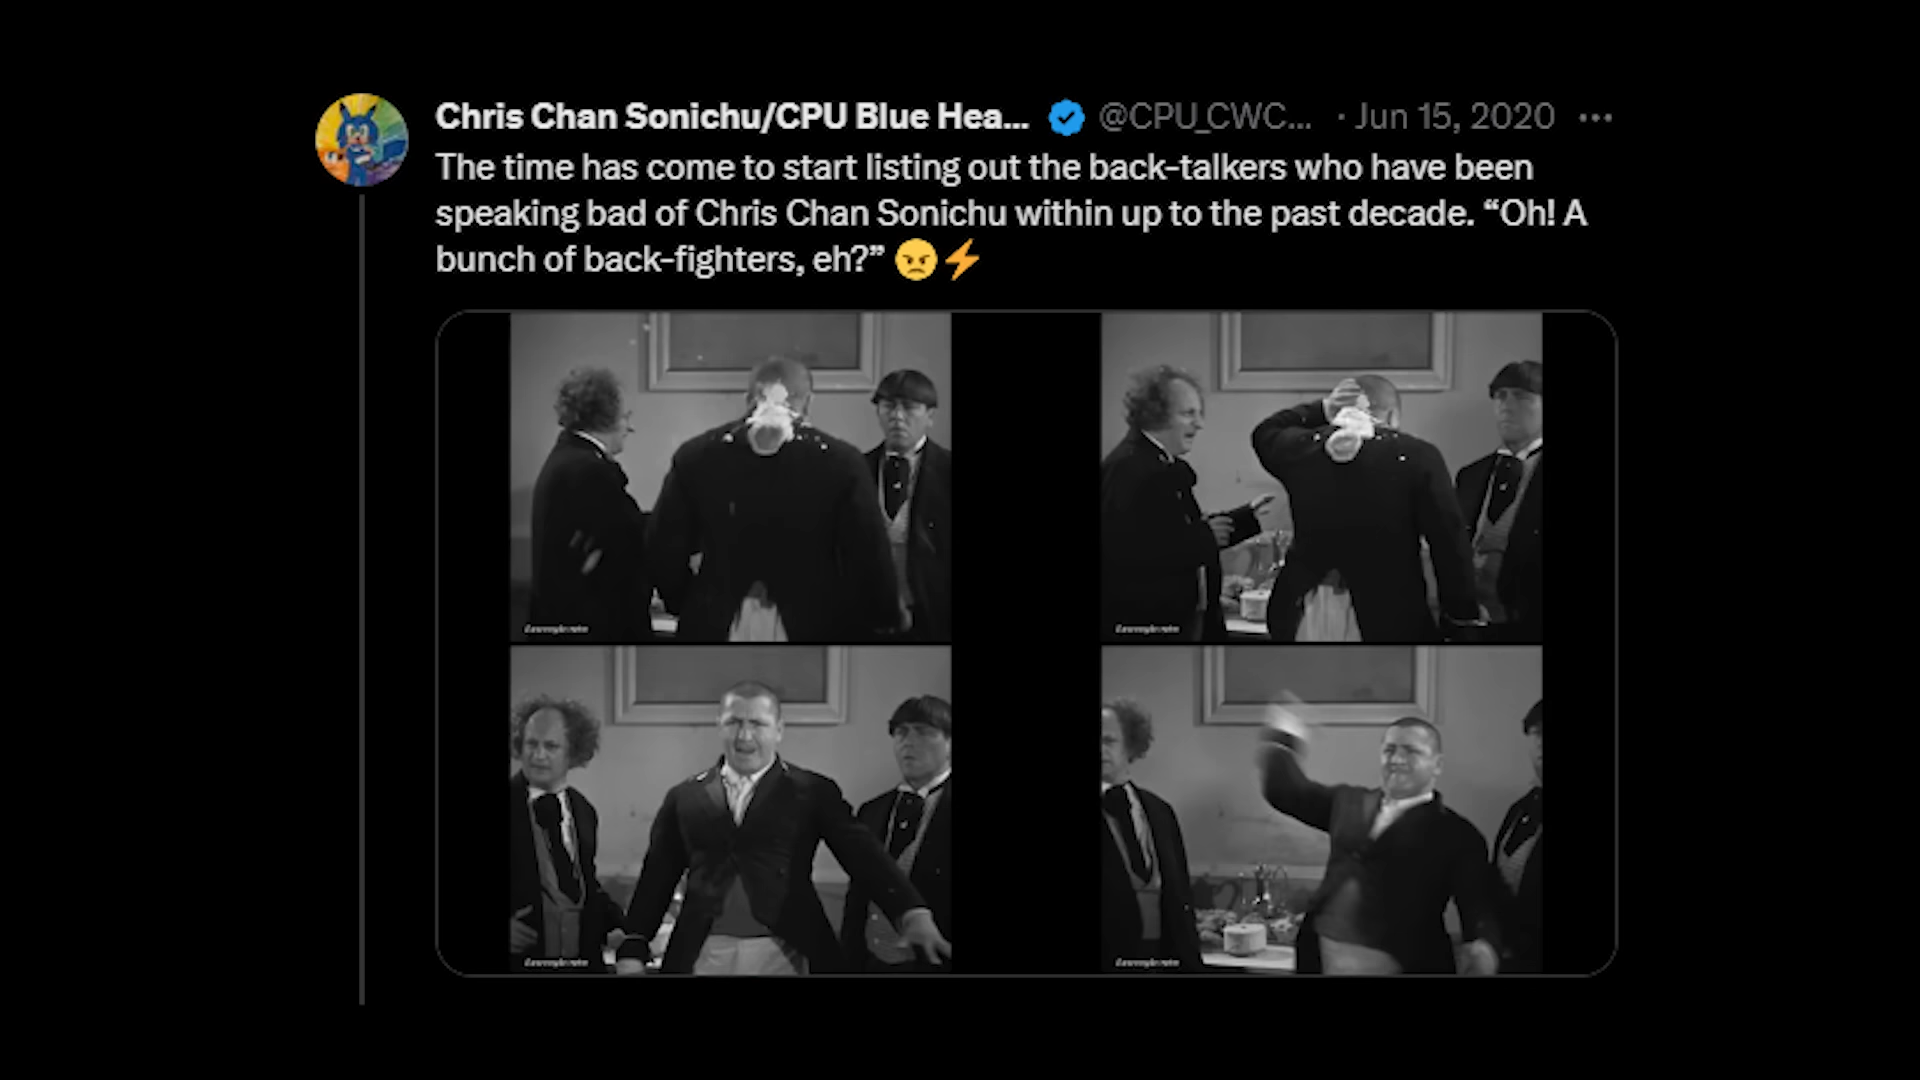 Chris Chan Sonichu/CPU Blue Hea... @CPU_CWC... · Jun 15, 2020 ...
The time has come to start listing out the back-talkers who have been
speaking bad of Chris Chan Sonichu within up to the past decade. “Oh! A
bunch of back-fighters, eh?” 😠⚡